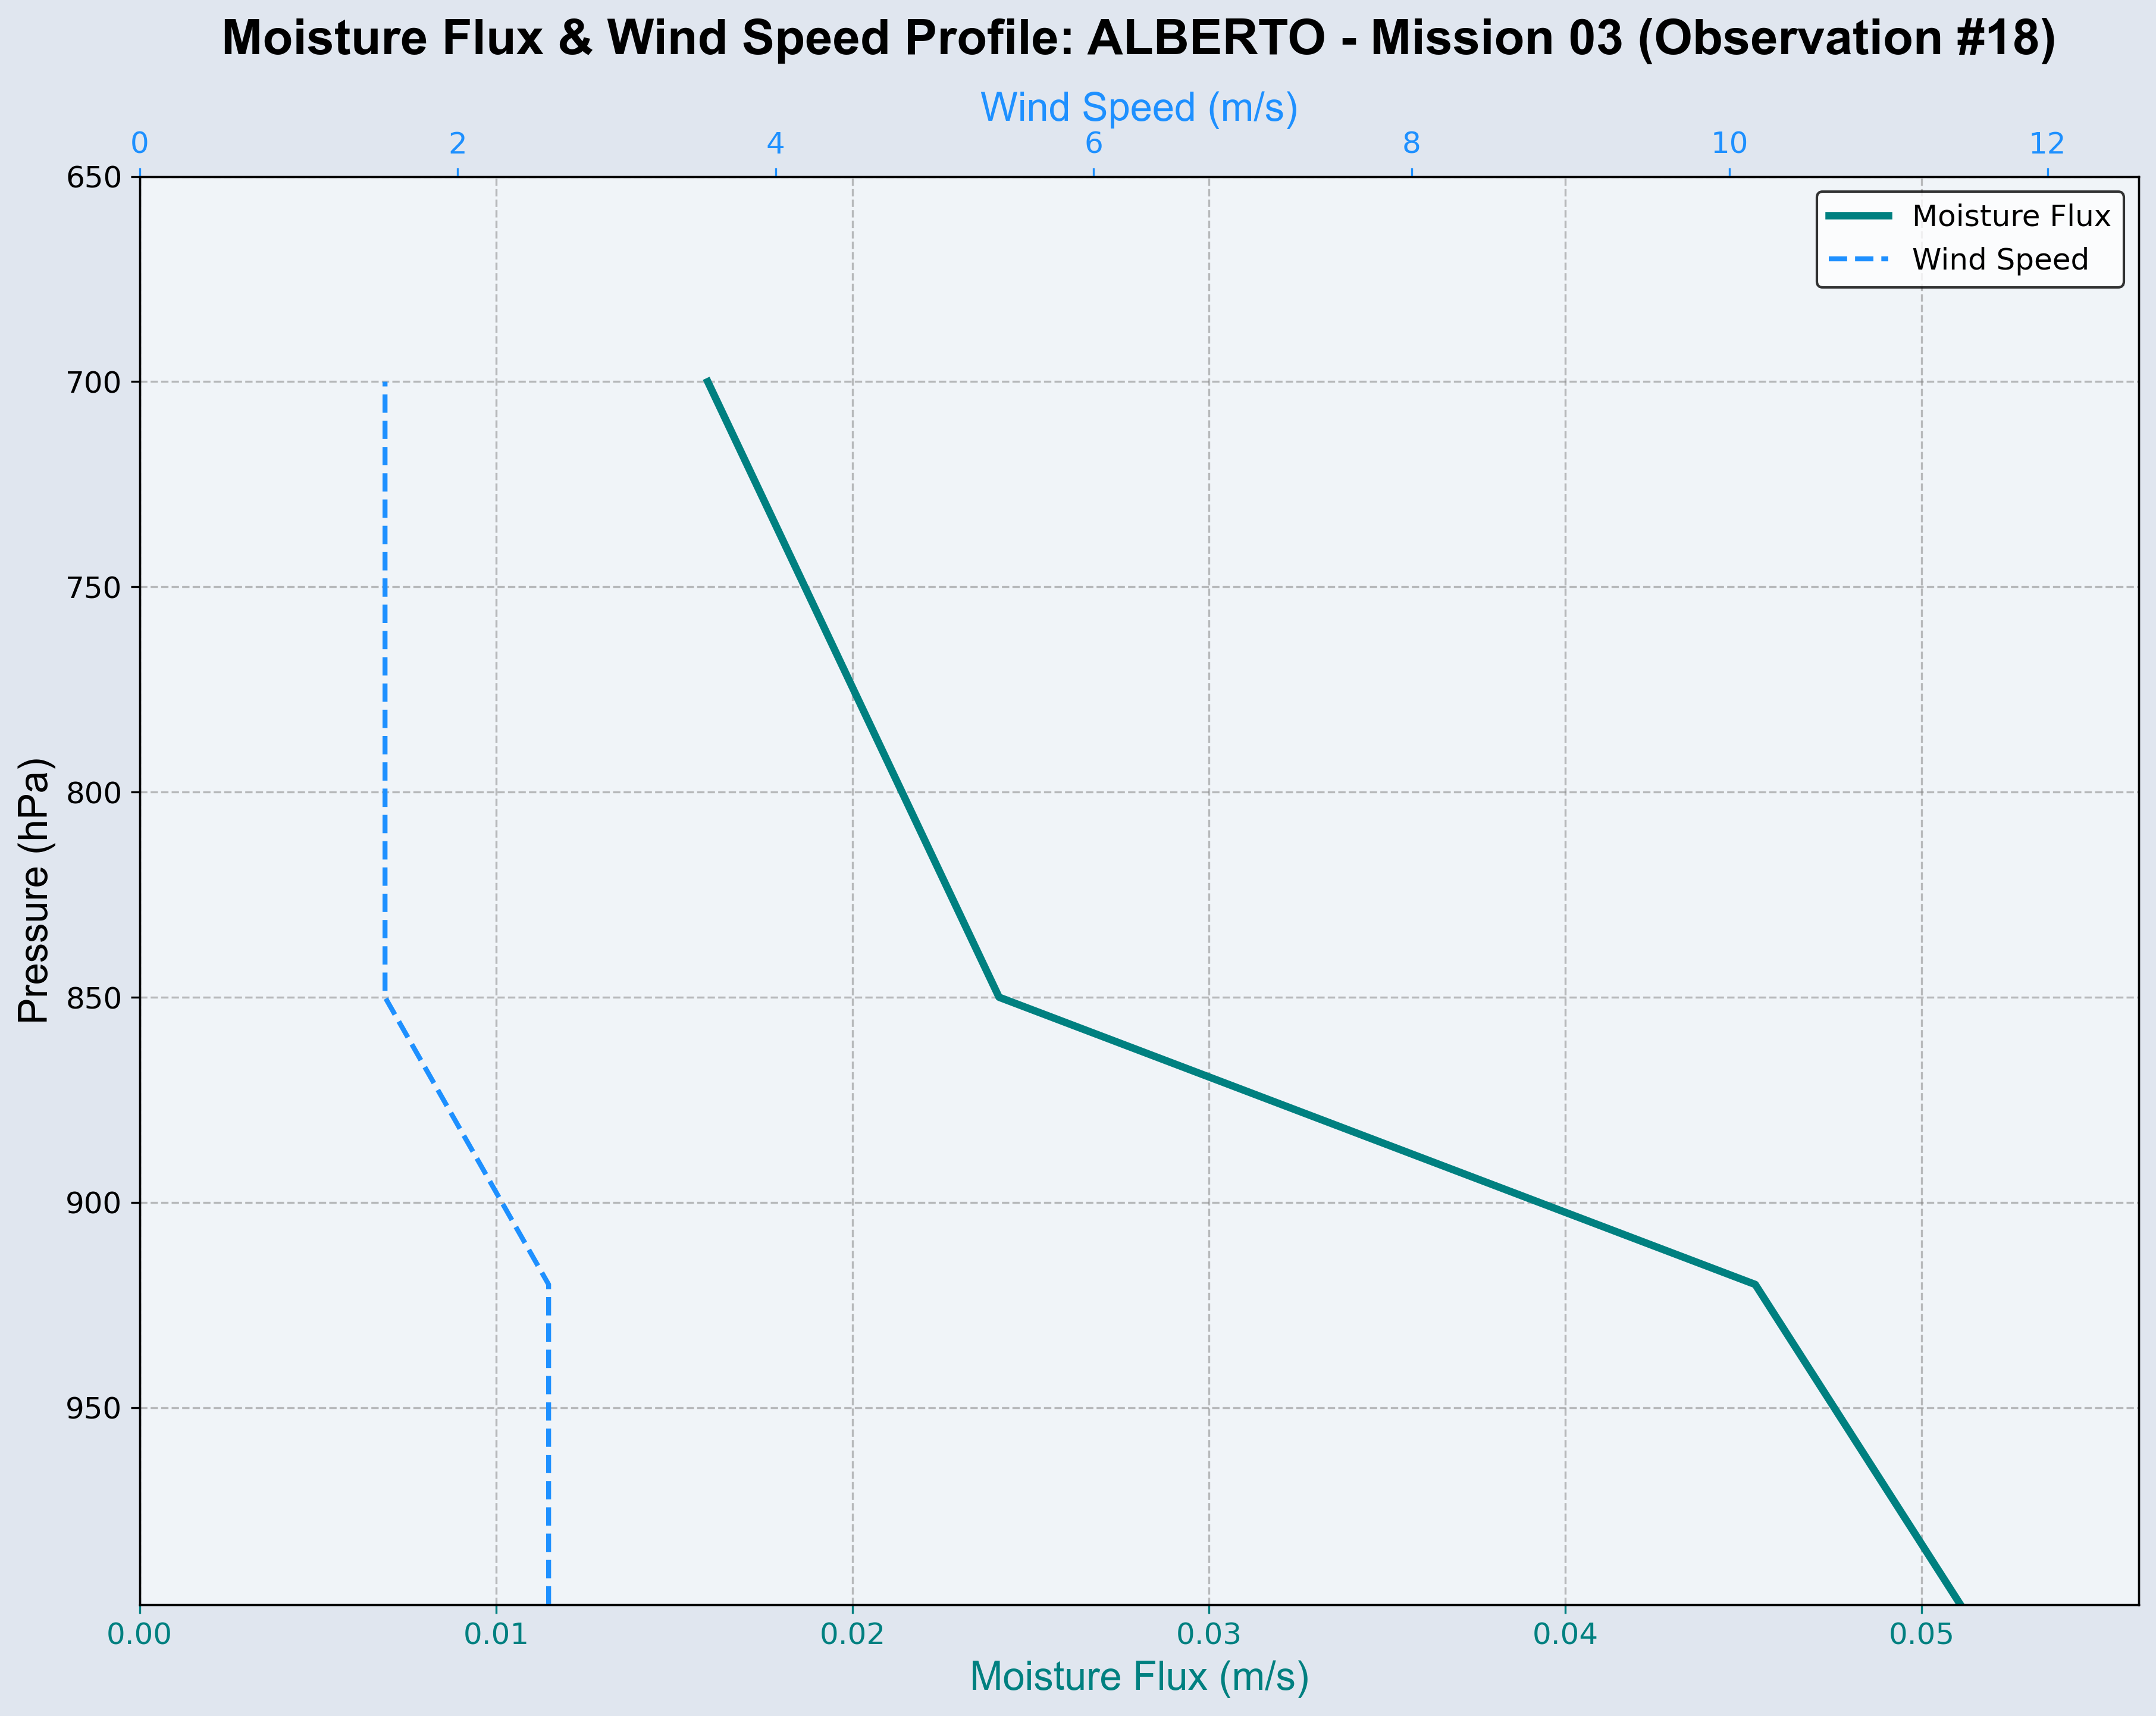 Moisture Flux & Wind Speed Profile: ALBERTO - Mission 03 (Observation #18)
Wind Speed (m/s)
0 2 4 6 8 10 12
Moisture Flux
Wind Speed
Pressure (hPa)
650
700
750
800
850
900
950
0.00 0.01 0.02 0.03 0.04 0.05
Moisture Flux (m/s)